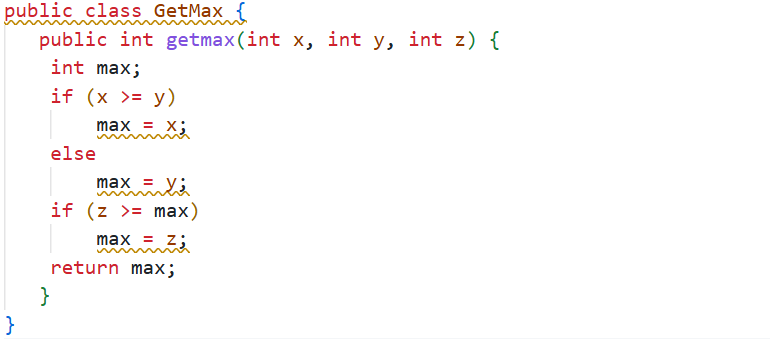 public class GetMax {
public int getmax(int x, int y, int z) {
int max;
if (x >= y)
max = x;
else
max = y;
if (z >= max)
max = z;
return max;
}
}